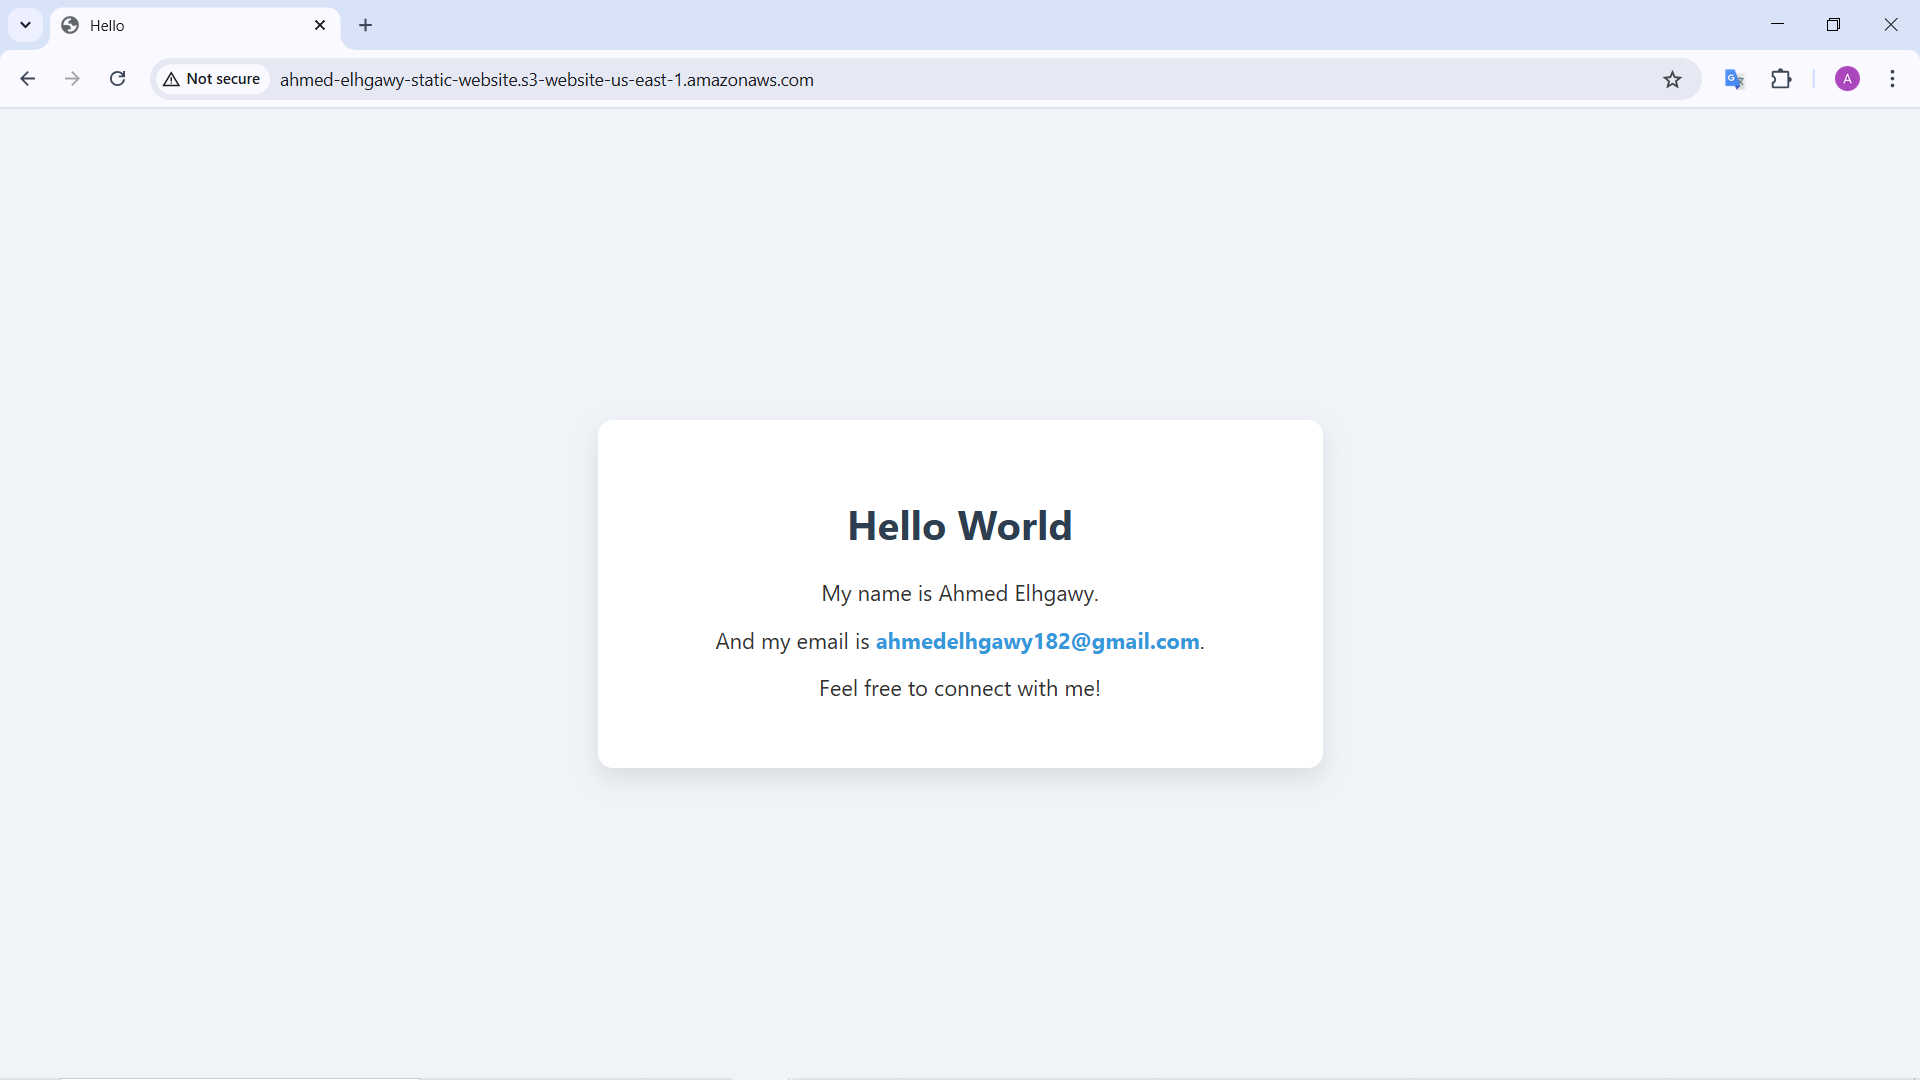 Hello
Not secure
ahmed-elhgawy-static-website.s3-website-us-east-1.amazonaws.com
A
Hello World
My name is Ahmed Elhgawy.
And my email is ahmedelhgawy182@gmail.com.
Feel free to connect with me!